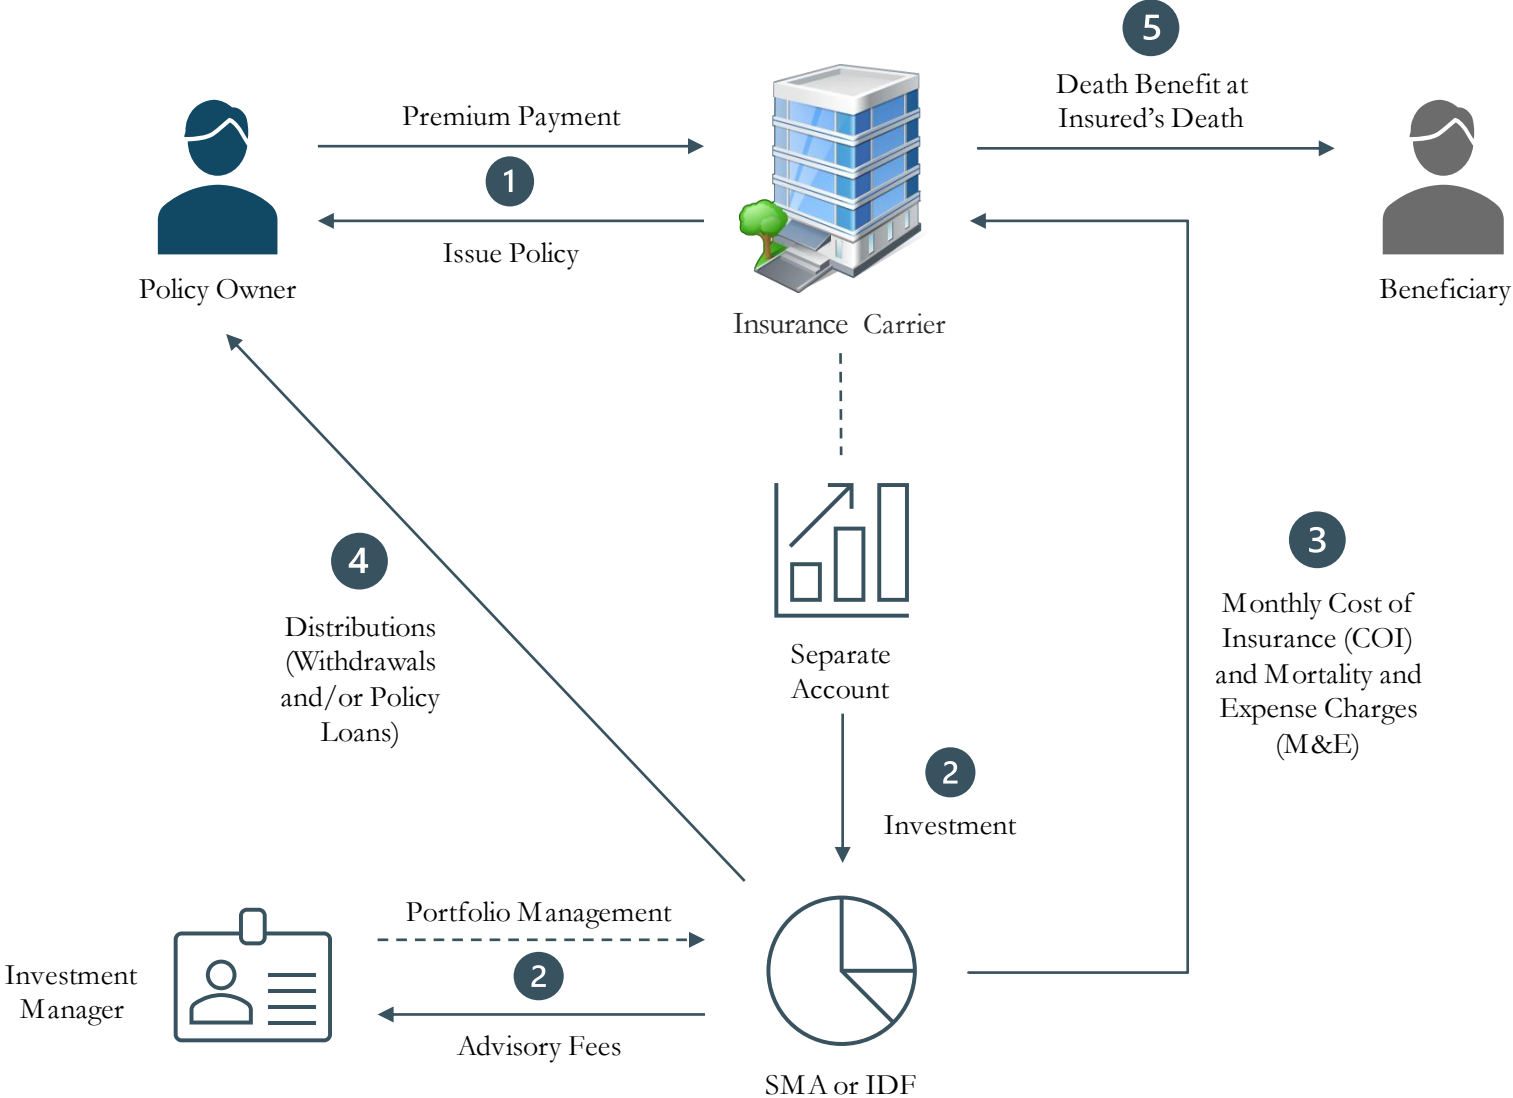 5
Death Benefit at
Insured's Death
Premium Payment
1
Issue Policy
Policy Owner
Insurance Carrier
Beneficiary
4
Distributions
(Withdrawals
and/or Policy
Loans)
Separate
Account
3
Monthly Cost of
Insurance (COI)
and Mortality and
Expense Charges
(M&E)
2
Investment
Portfolio Management
2
Advisory Fees
Investment
Manager
SMA or IDF